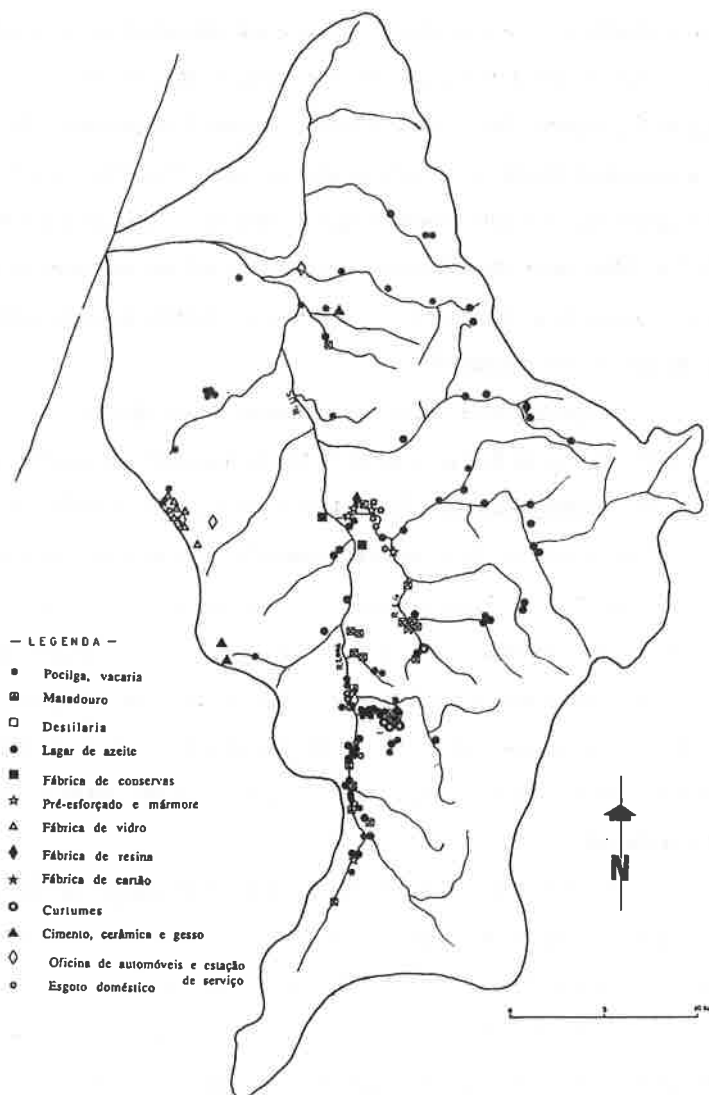 — LEGENDA —
Pocilga, vacaria
Matadouro
Destilaria
Lagar de azeite
Fábrica de conservas
Pré-esforçado e mármore
Fábrica de vidro
Fábrica de resina
Fábrica de cartão
Curtumes
Cimento, cerâmica e gesso
Oficina de automóveis e estação
de serviço
Esgoto doméstico
N